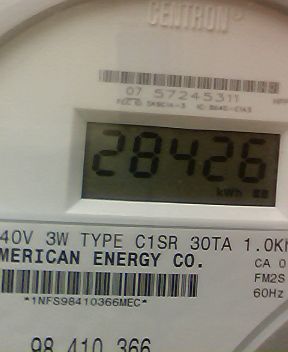 CENTRON®
07 57245311
28426
kWh
40V 3W TYPE C1SR 30TA 1.0K
MERICAN ENERGY CO.
CA 0
FM2S
60Hz
*1NFS98410366MEC*
98 410 366